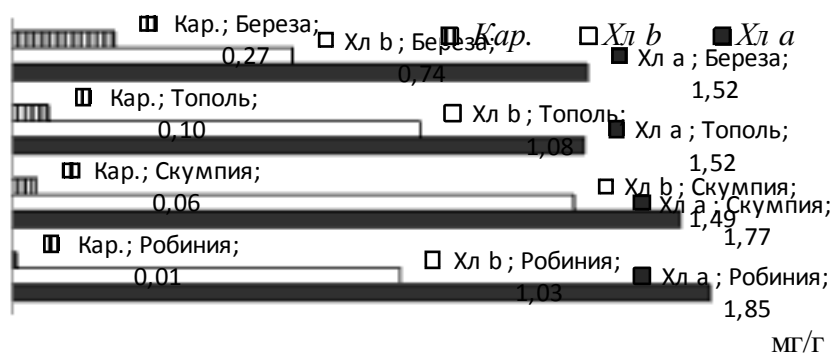 Кар. Хл b Хл a
Кар.; Береза;
0,27
Хл b ; Береза;
0,74
Хл a ; Береза;
1,52
Кар.; Тополь;
0,10
Хл b ; Тополь;
1,08
Хл a ; Тополь;
1,52
Кар.; Скумпия;
0,06
Хл b ; Скумпия;
1,49
Хл a ; Скумпия;
1,77
Кар.; Робиния;
0,01
Хл b ; Робиния;
1,03
Хл a ; Робиния;
1,85
мг/г